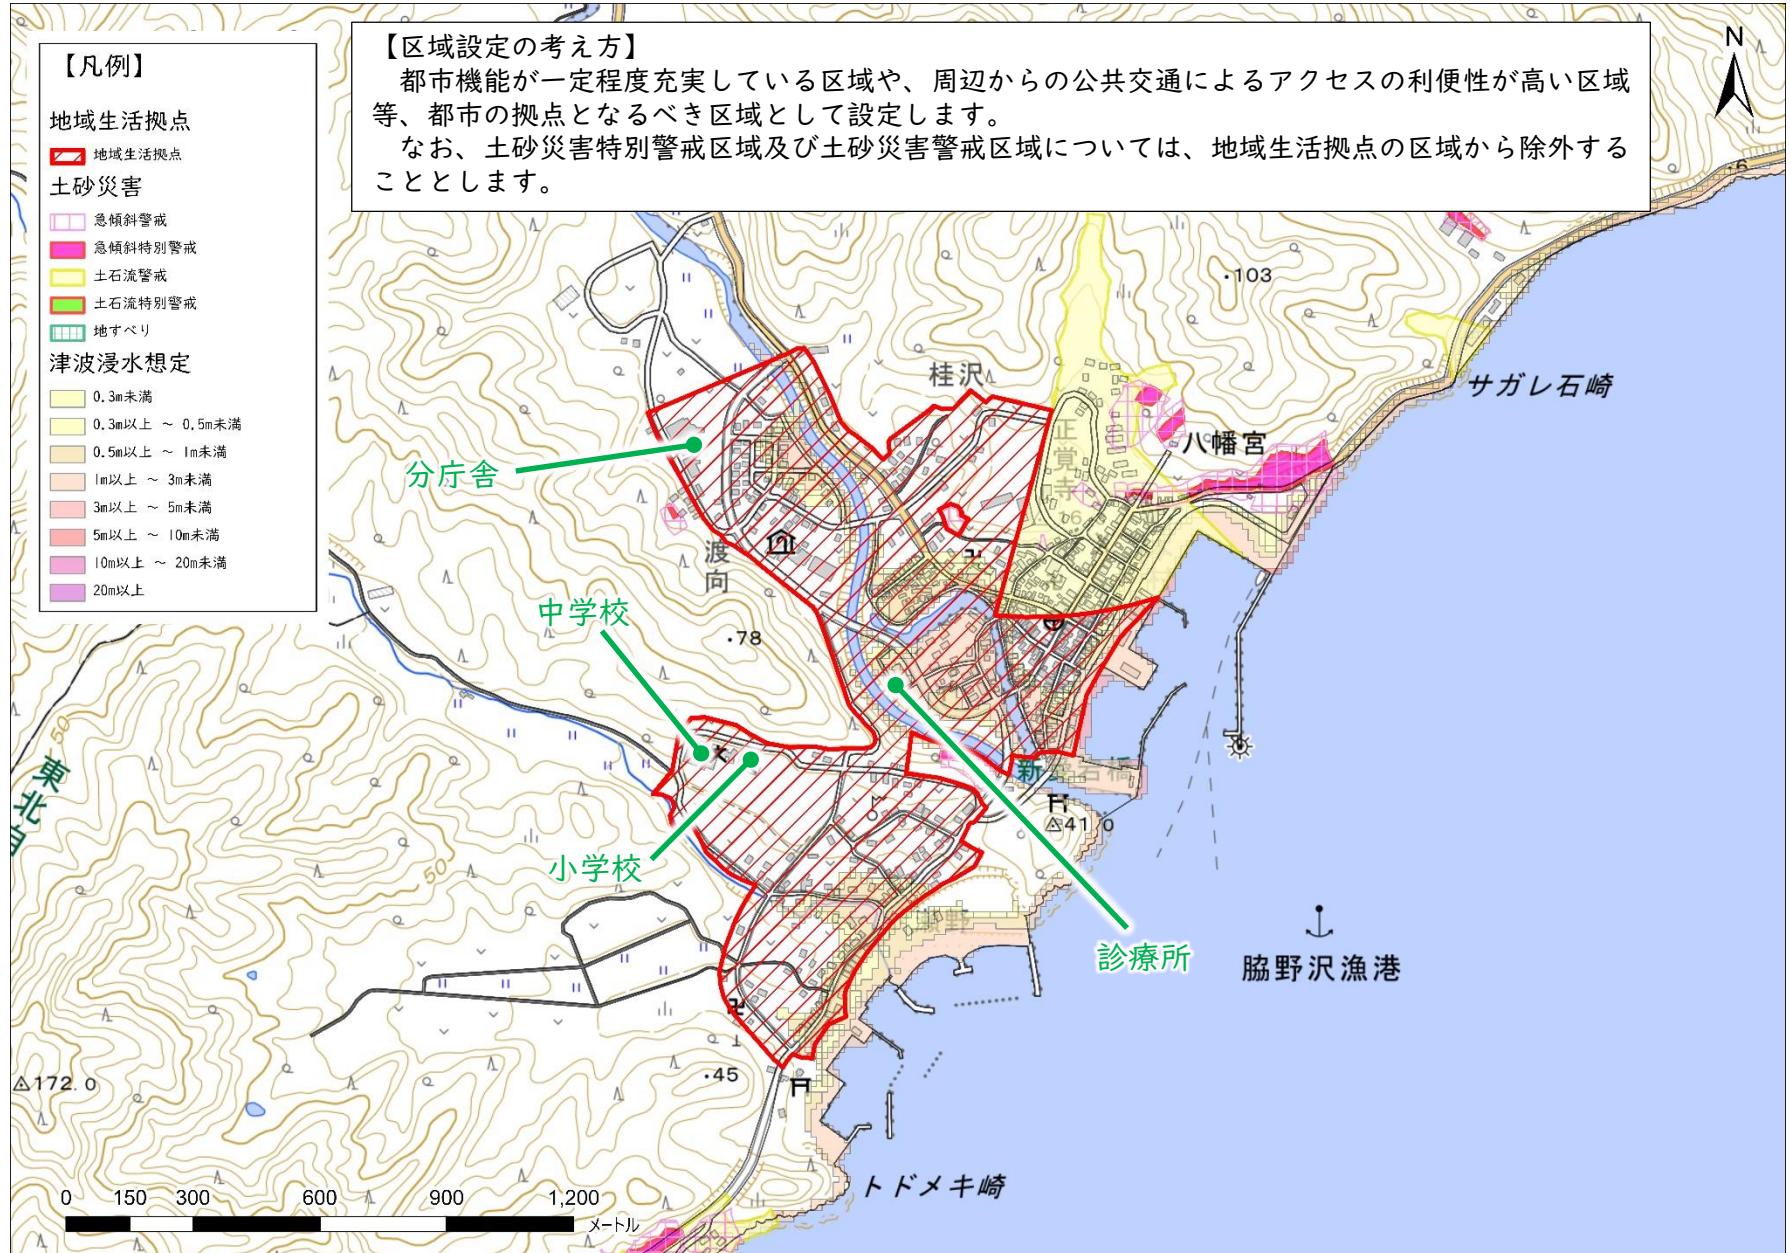 【区域設定の考え方】
都市機能が一定程度充実している区域や、周辺からの公共交通によるアクセスの利便性が高い区域
等、都市の拠点となるべき区域として設定します。
なお、土砂災害特別警戒区域及び土砂災害警戒区域については、地域生活拠点の区域から除外する
こととします。
N
【凡例】
地域生活拠点
地域生活拠点
土砂災害
急傾斜警戒
急傾斜特別警戒
土石流警戒
土石流特別警戒
地すべり
津波浸水想定
0.3m未満
0.3m以上 ～ 0.5m未満
0.5m以上 ～ 1m未満
1m以上 ～ 3m未満
3m以上 ～ 5m未満
5m以上 ～ 10m未満
10m以上 ～ 20m未満
20m以上
・6
・103
桂沢
サガレ石崎
正覚寺
八幡宮
分庁舎
渡向
中学校
・78
50
東北自
小学校
50
41.0
瀬野
診療所
脇野沢漁港
172.0
・45
トドメキ崎
0 150 300 600 900 1,200
メートル